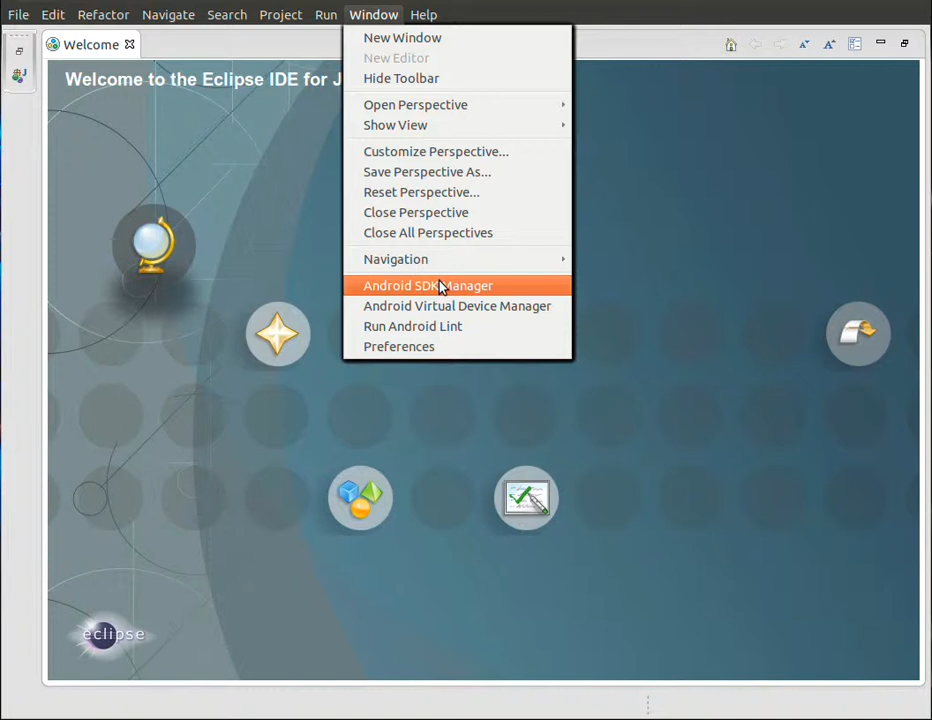 File Edit Refactor Navigate Search Project Run Window Help
Welcome
Welcome to the Eclipse IDE for J
New Window
New Editor
Hide Toolbar
Open Perspective
Show View
Customize Perspective...
Save Perspective As...
Reset Perspective...
Close Perspective
Close All Perspectives
Navigation
Android SDK Manager
Android Virtual Device Manager
Run Android Lint
Preferences
eclipse